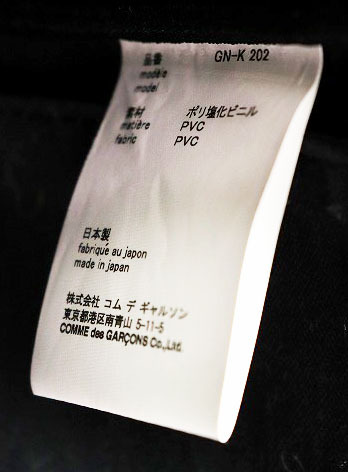 品番 GN-K 202
modèle
model
素材 ポリ塩化ビニル
matière PVC
fabric PVC
日本製
fabriqué au japon
made in japan
株式会社 コム デ ギャルソン
東京都港区南青山 5-11-5
COMME des GARÇONS Co., Ltd.